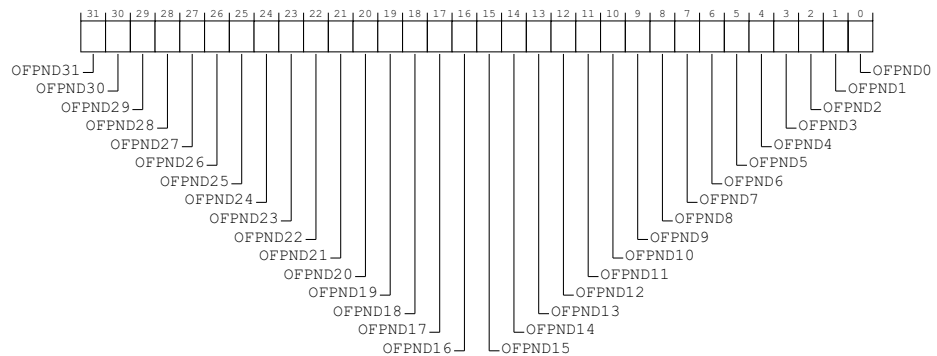 31 30 29 28 27 26 25 24 23 22 21 20 19 18 17 16 15 14 13 12 11 10 9 8 7 6 5 4 3 2 1 0
OFPND31 OFPND0
OFPND30 OFPND1
OFPND29 OFPND2
OFPND28 OFPND3
OFPND27 OFPND4
OFPND26 OFPND5
OFPND25 OFPND6
OFPND24 OFPND7
OFPND23 OFPND8
OFPND22 OFPND9
OFPND21 OFPND10
OFPND20 OFPND11
OFPND19 OFPND12
OFPND18 OFPND13
OFPND17 OFPND14
OFPND16 OFPND15